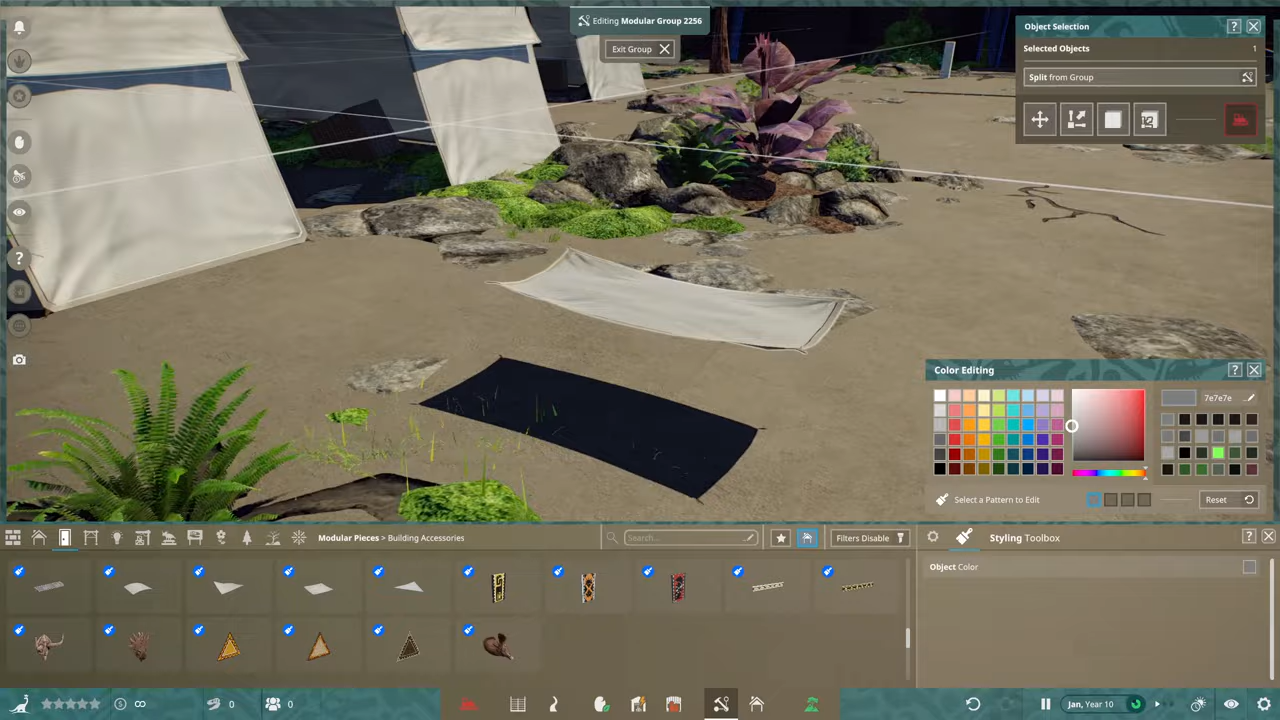 Editing Modular Group 2256
Exit Group
Object Selection
?
Selected Objects 1
Split from Group
12
?
Color Editing
?
7e7e7e
Select a Pattern to Edit
Reset
Modular Pieces > Building Accessories
Search...
Filters Disable
Styling Toolbox
?
Object Color
$ ∞
0
0
Jan, Year 10